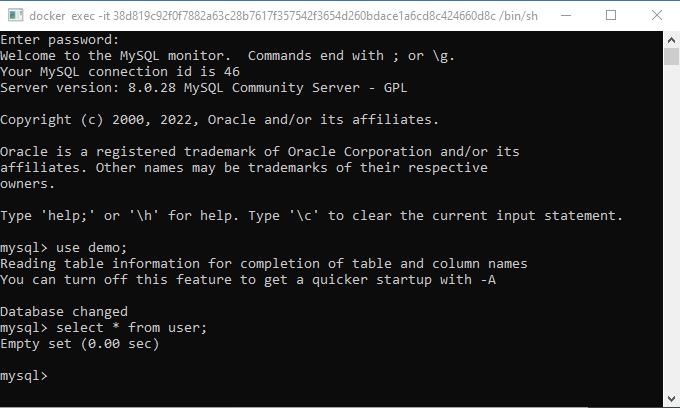 docker exec -it 38d819c92f0f7882a63c28b7617f357542f3654d260bdace1a6cd8c424660d8c /bin/sh
Enter password:
Welcome to the MySQL monitor.  Commands end with ; or \g.
Your MySQL connection id is 46
Server version: 8.0.28 MySQL Community Server - GPL
Copyright (c) 2000, 2022, Oracle and/or its affiliates.
Oracle is a registered trademark of Oracle Corporation and/or its
affiliates. Other names may be trademarks of their respective
owners.
Type 'help;' or '\h' for help. Type '\c' to clear the current input statement.
mysql> use demo;
Reading table information for completion of table and column names
You can turn off this feature to get a quicker startup with -A
Database changed
mysql> select * from user;
Empty set (0.00 sec)
mysql>